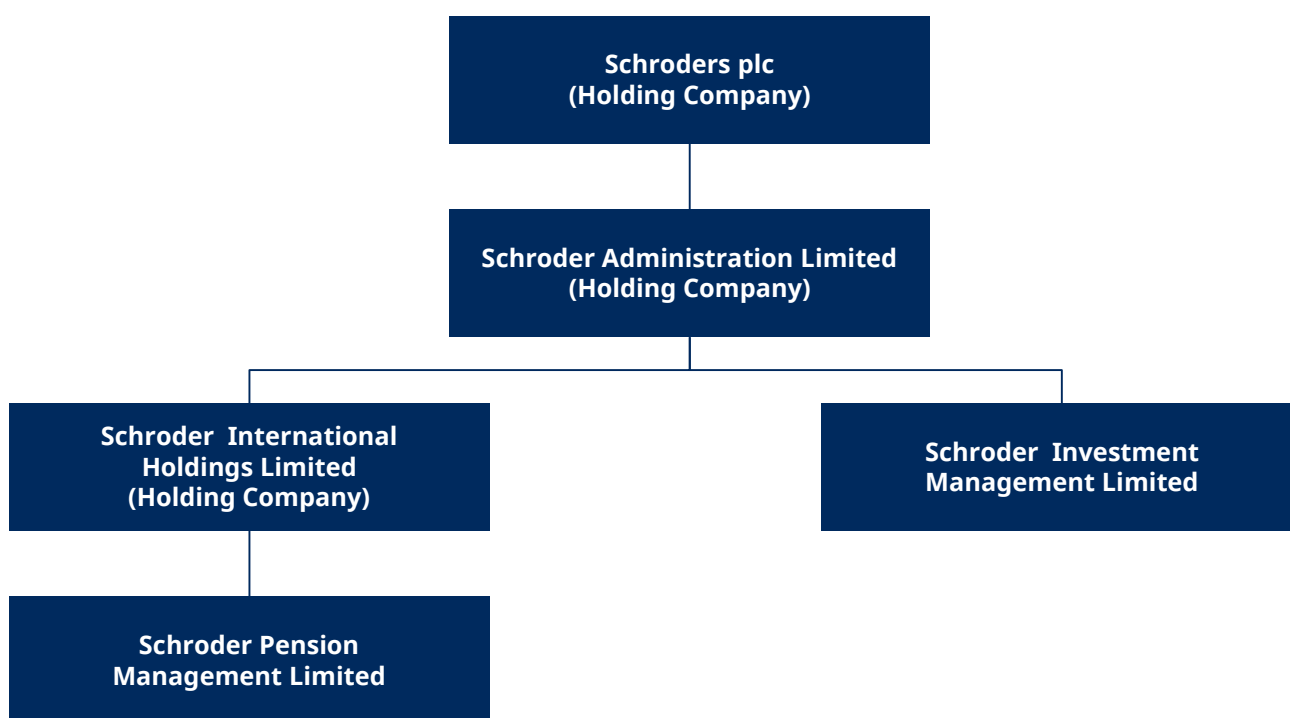 Schroders plc
(Holding Company)
Schroder Administration Limited
(Holding Company)
Schroder  International
Holdings Limited
(Holding Company)
Schroder  Investment
Management Limited
Schroder Pension
Management Limited